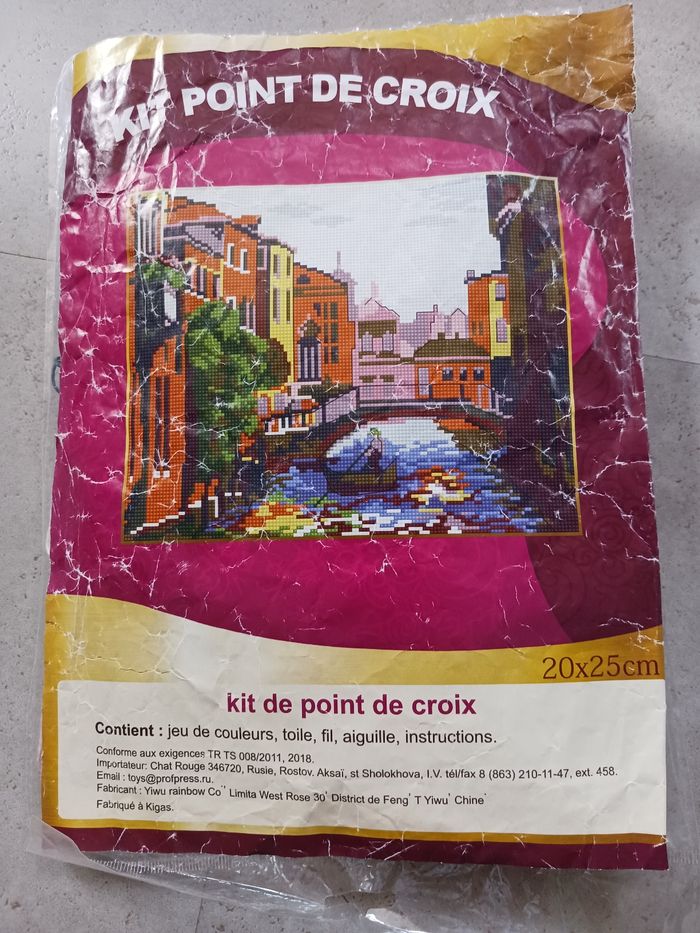 KIT POINT DE CROIX
20x25cm
kit de point de croix
Contient : jeu de couleurs, toile, fil, aiguille, instructions.
Conforme aux exigences TR TS 008/2011, 2018.
Importateur: Chat Rouge 346720, Rusie, Rostov. Aksaï, st Sholokhova, I.V. tél/fax 8 (863) 210-11-47, ext. 458.
Email : toys@profpress.ru.
Fabricant : Yiwu rainbow Co'' Limita West Rose 30' District de Feng' T Yiwu' Chine'
Fabriqué à Kigas.